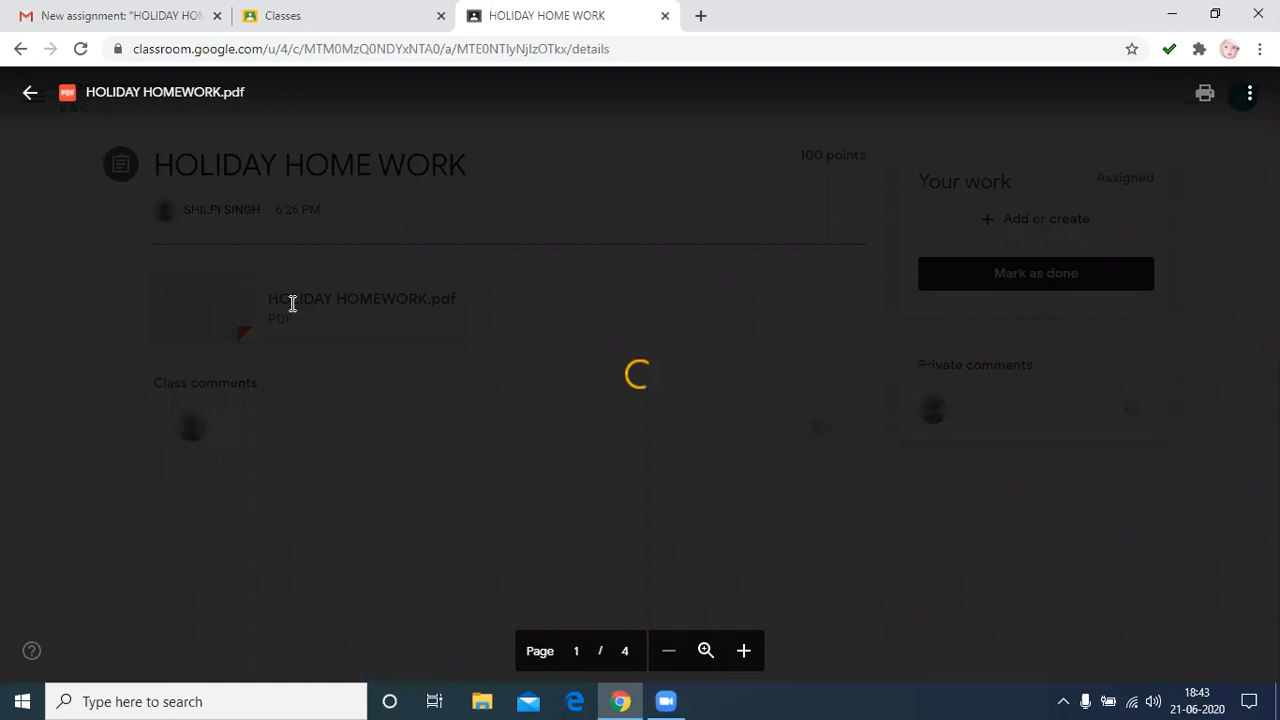 New assignment: "HOLIDAY HOM
Classes
HOLIDAY HOME WORK
classroom.google.com/u/4/c/MTM0MzQ0NDYxNTA0/a/MTE0NTIyNjIzOTkx/details
PDF
HOLIDAY HOMEWORK.pdf
HOLIDAY HOME WORK
100 points
SHILPI SINGH 6:26 PM
Your work
Assigned
+ Add or create
Mark as done
HOLIDAY HOMEWORK.pdf
PDF
Class comments
Private comments
Page 1 / 4
Type here to search
18:43
21-06-2020